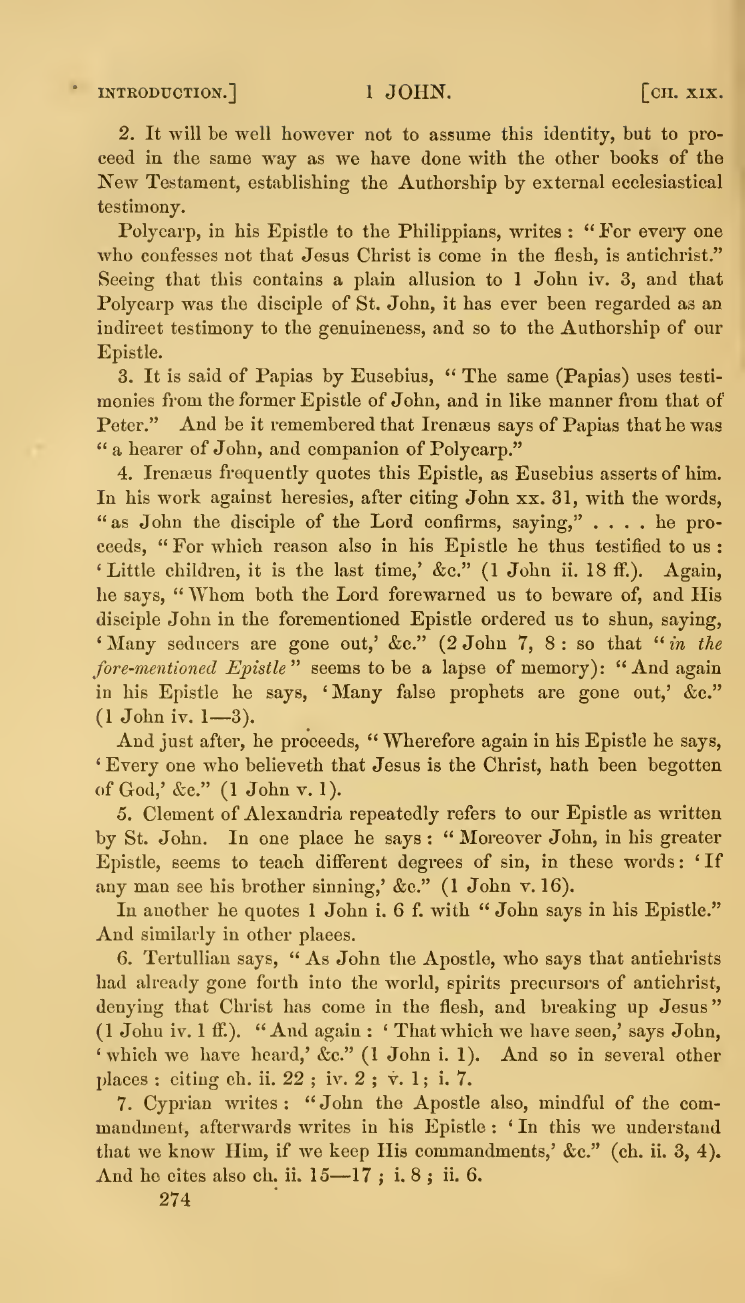 INTRODUCTION.] 1 JOHN. [CH. XIX.
2. It will be well however not to assume this identity, but to pro-
ceed in the same way as we have done with the other books of the
New Testament, establishing the Authorship by external ecclesiastical
testimony.
Polycarp, in his Epistle to the Philippians, writes : “ For every one
who confesses not that Jesus Christ is come in the flesh, is antichrist.”
Seeing that this contains a plain allusion to 1 John iv. 3, and that
Polycarp was the disciple of St. John, it has ever been regarded as an
indirect testimony to the genuineness, and so to the Authorship of our
Epistle.
3. It is said of Papias by Eusebius, “ The same (Papias) uses testi-
monies from the former Epistle of John, and in like manner from that of
Peter.” And be it remembered that Irenæus says of Papias that he was
“ a hearer of John, and companion of Polycarp.”
4. Irenæus frequently quotes this Epistle, as Eusebius asserts of him.
In his work against heresies, after citing John xx. 31, with the words,
“ as John the disciple of the Lord confirms, saying,” . . . . he pro-
ceeds, “ For which reason also in his Epistle he thus testified to us :
‘ Little children, it is the last time,’ &c.” (1 John ii. 18 ff.). Again,
he says, “ Whom both the Lord forewarned us to beware of, and His
disciple John in the forementioned Epistle ordered us to shun, saying,
‘ Many seducers are gone out,’ &c.” (2 John 7, 8 : so that “ in the
fore-mentioned Epistle ” seems to be a lapse of memory): “ And again
in his Epistle he says, ‘ Many false prophets are gone out,’ &c.”
(1 John iv. 1—3).
And just after, he proceeds, “ Wherefore again in his Epistle he says,
‘ Every one who believeth that Jesus is the Christ, hath been begotten
of God,’ &c.” (1 John v. 1).
5. Clement of Alexandria repeatedly refers to our Epistle as written
by St. John. In one place he says : “ Moreover John, in his greater
Epistle, seems to teach different degrees of sin, in these words : ‘ If
any man see his brother sinning,’ &c.” (1 John v. 16).
In another he quotes 1 John i. 6 f. with “ John says in his Epistle.”
And similarly in other places.
6. Tertullian says, “ As John the Apostle, who says that antichrists
had already gone forth into the world, spirits precursors of antichrist,
denying that Christ has come in the flesh, and breaking up Jesus ”
(1 John iv. 1 ff.). “ And again : ‘ That which we have seen,’ says John,
‘ which we have heard,’ &c.” (1 John i. 1). And so in several other
places : citing ch. ii. 22 ; iv. 2 ; v. 1 ; i. 7.
7. Cyprian writes : “ John the Apostle also, mindful of the com-
mandment, afterwards writes in his Epistle : ‘ In this we understand
that we know Him, if we keep His commandments,’ &c.” (ch. ii. 3, 4).
And he cites also ch. ii. 15—17 ; i. 8 ; ii. 6.
274